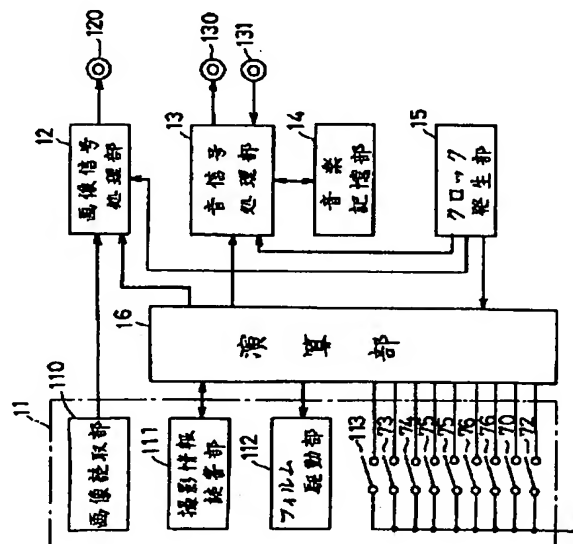 11
110
画像読取部
111
撮影情報
読書部
112
フィルム
駆動部
113
73
74
75
75
76
76
70
72
16
演算部
12
画像信号
処理部
120
13
音信号
処理部
130
131
14
音楽
記憶部
15
クロック
発生部